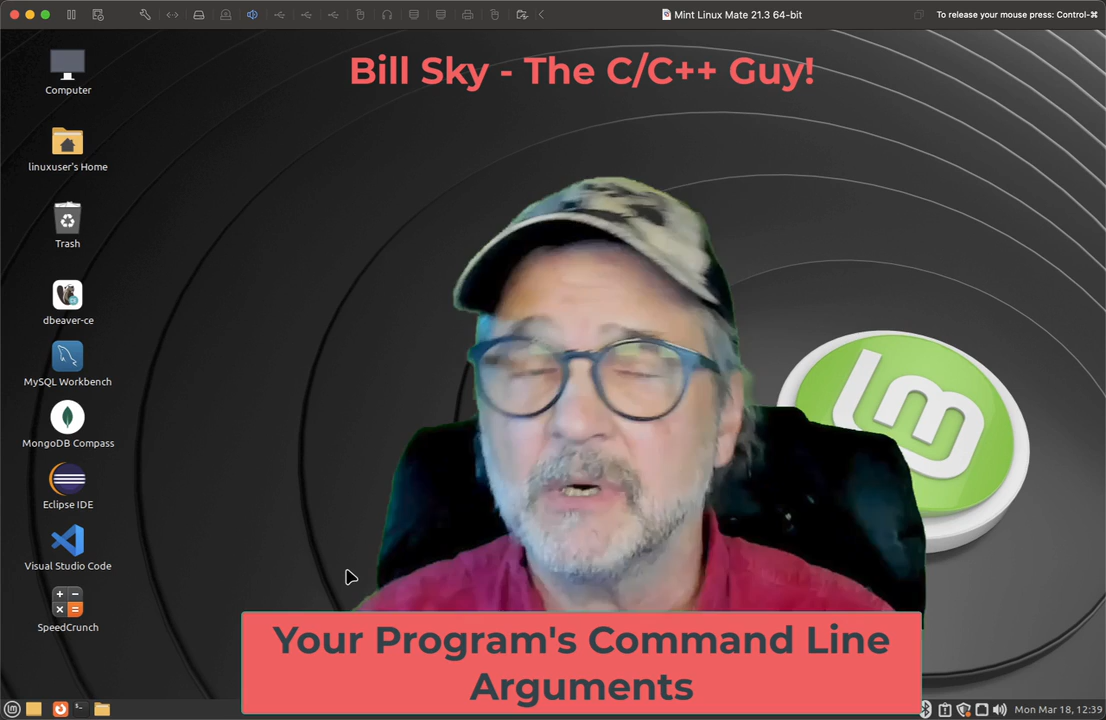 Mint Linux Mate 21.3 64-bit
To release your mouse press: Control-⌘
Bill Sky - The C/C++ Guy!
Computer
linuxuser's Home
Trash
dbeaver-ce
MySQL Workbench
MongoDB Compass
Eclipse IDE
Visual Studio Code
SpeedCrunch
Your Program's Command Line
Arguments
Mon Mar 18, 12:39